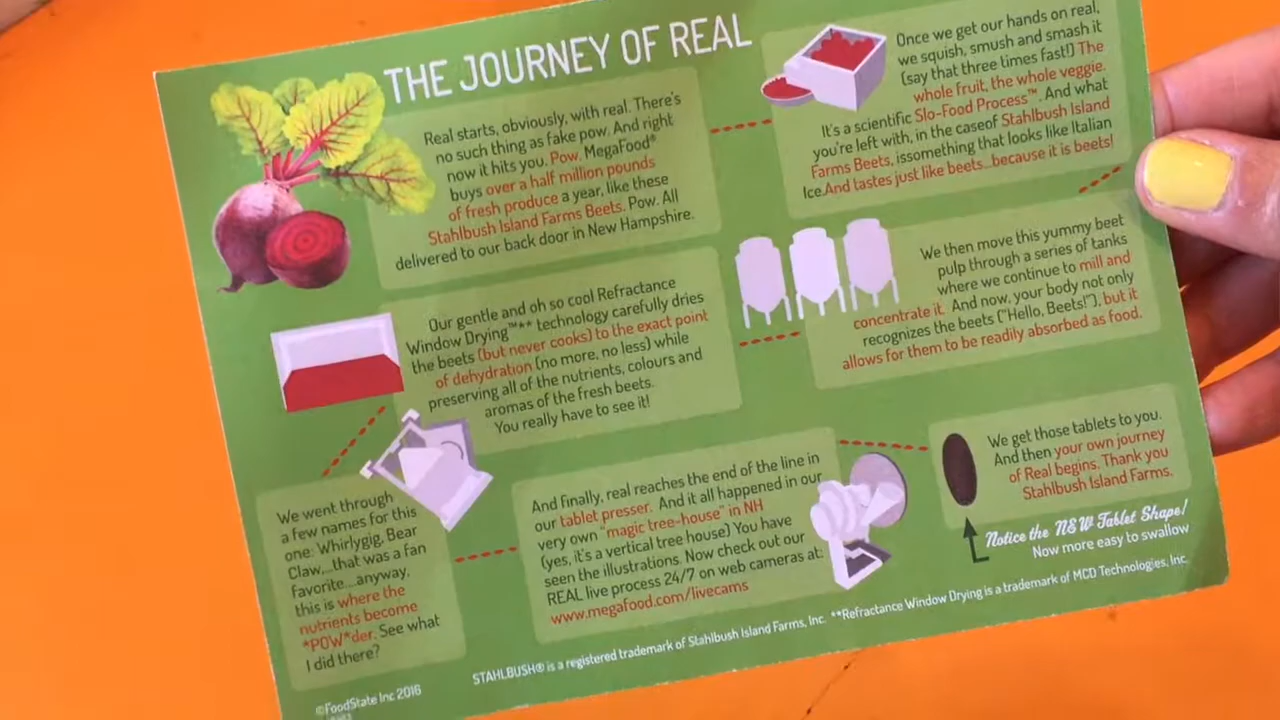 THE JOURNEY OF REAL
Real starts, obviously, with real. There's
no such thing as fake pow. And right
now it hits you. Pow. MegaFood®
buys over a half million pounds
of fresh produce a year, like these
Stahlbush Island Farms Beets. Pow. All
delivered to our back door in New Hampshire.
Once we get our hands on real,
we squish, smush and smash it
(say that three times fast!) The
whole fruit, the whole veggie.
It's a scientific Slo-Food Process™. And what
you're left with, in the caseof Stahlbush Island
Farms Beets, issomething that looks like Italian
Ice.And tastes just like beets...because it is beets!
We then move this yummy beet
pulp through a series of tanks
where we continue to mill and
concentrate it. And now, your body not only
recognizes the beets ("Hello, Beets!"), but it
allows for them to be readily absorbed as food.
Our gentle and oh so cool Refractance
Window Drying™** technology carefully dries
the beets (but never cooks) to the exact point
of dehydration (no more, no less) while
preserving all of the nutrients, colours and
aromas of the fresh beets.
You really have to see it!
We went through
a few names for this
one: Whirlygig, Bear
Claw,...that was a fan
favorite...anyway,
this is where the
nutrients become
*POW*der. See what
I did there?
And finally, real reaches the end of the line in
our tablet presser. And it all happened in our
very own "magic tree-house" in NH
(yes, it's a vertical tree house) You have
seen the illustrations. Now check out our
REAL live process 24/7 on web cameras at:
www.megafood.com/livecams
We get those tablets to you.
And then your own journey
of Real begins. Thank you
Stahlbush Island Farms.
Notice the NEW Tablet Shape!
Now more easy to swallow
STAHLBUSH® is a registered trademark of Stahlbush Island Farms, Inc. **Refractance Window Drying is a trademark of MCD Technologies, Inc.
©FoodState Inc 2016